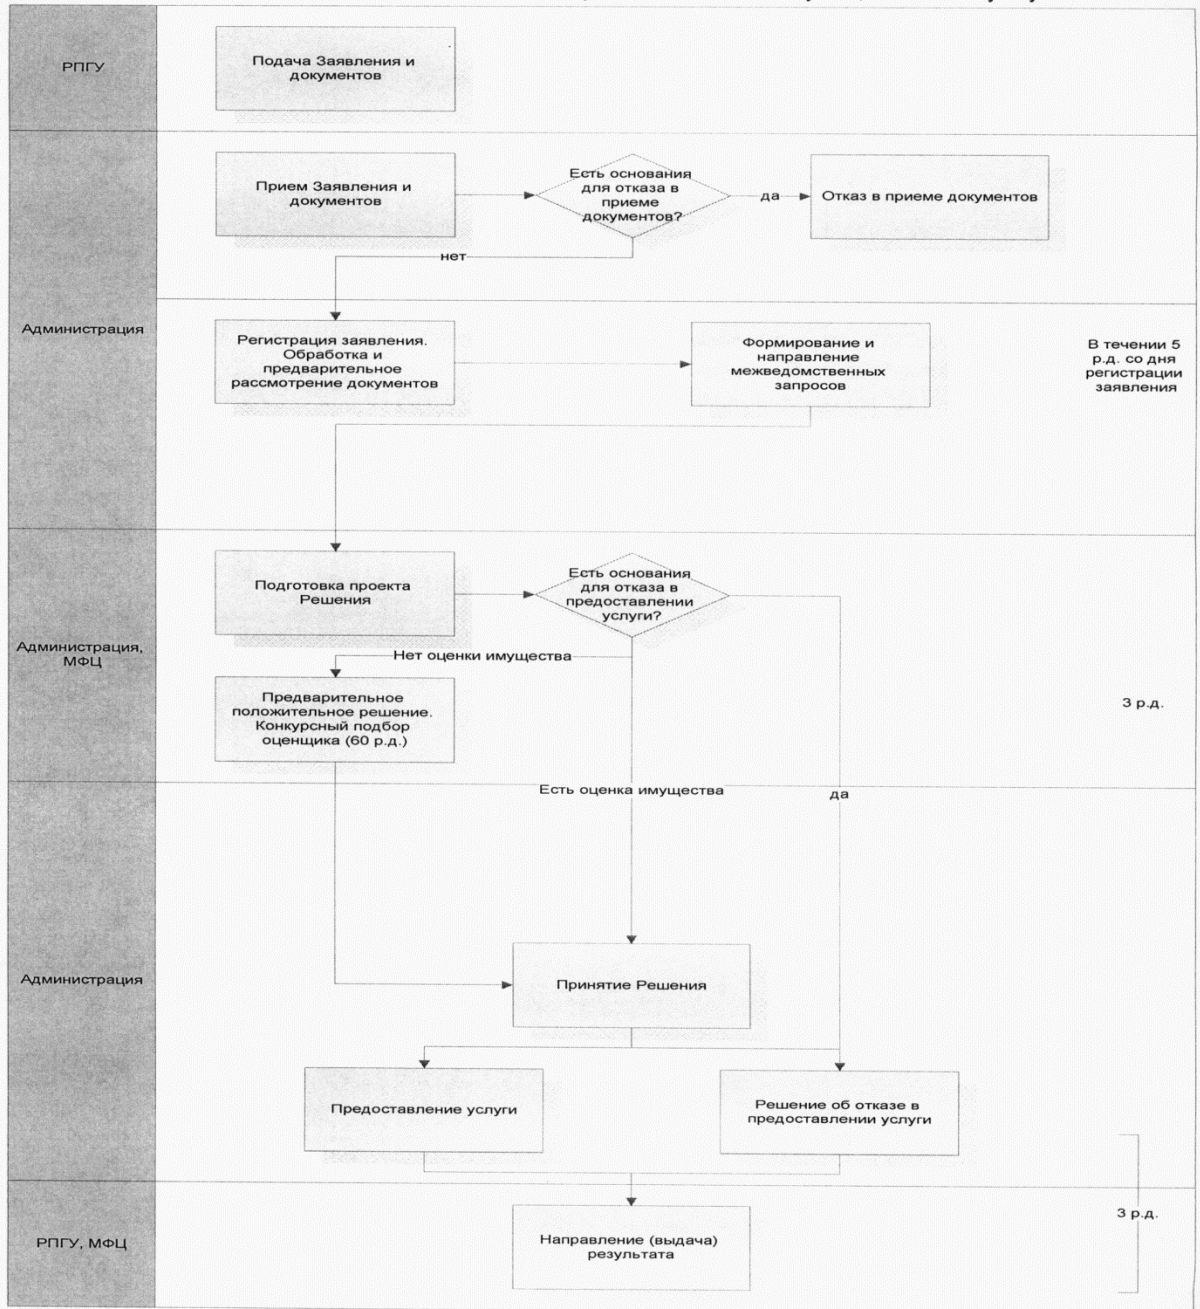 РПГУ
Подача Заявления и
документов
Администрация
Прием Заявления и
документов
Есть основания
для отказа в
приеме
документов?
да
Отказ в приеме документов
нет
Регистрация заявления.
Обработка и
предварительное
рассмотрение документов
Формирование и
направление
межведомственных
запросов
В течении 5
р.д. со дня
регистрации
заявления
Администрация,
МФЦ
Подготовка проекта
Решения
Есть основания
для отказа в
предоставлении
услуги?
Нет оценки имущества
Предварительное
положительное решение.
Конкурсный подбор
оценщика (60 р.д.)
3 р.д.
Есть оценка имущества
да
Администрация
Принятие Решения
Предоставление услуги
Решение об отказе в
предоставлении услуги
3 р.д.
РПГУ, МФЦ
Направление (выдача)
результата